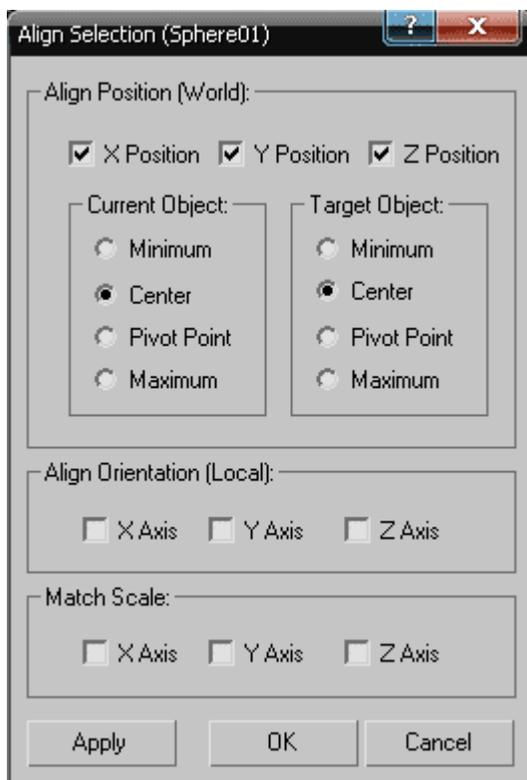 Align Selection (Sphere01)
?
X
Align Position (World):
X Position Y Position Z Position
Current Object: Target Object:
Minimum Minimum
Center Center
Pivot Point Pivot Point
Maximum Maximum
Align Orientation (Local):
X Axis Y Axis Z Axis
Match Scale:
X Axis Y Axis Z Axis
Apply OK Cancel